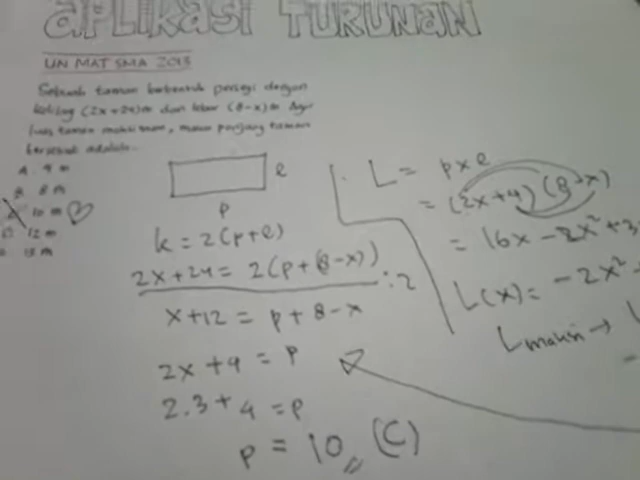 APLIKASI TURUNAN
UN MAT SMA 2013
Sebuah taman berbentuk persegi dengan
keliling (2x+24)m dan lebar (8-x)m Agar
luas taman maksimum, maka panjang taman
tersebut adalah...
A. 4 m
B. 8 m
10 m
12 m
13 m
l
p
k = 2(p+l)
2x+24 = 2(p+(8-x))
:2
x+12 = p+8-x
2x+4 = p
2.3+4 = p
p = 10 (C)
L = p x l
= (2x+4) (8-x)
= 16x - 2x² + 3
L(x) = -2x²
L maks →